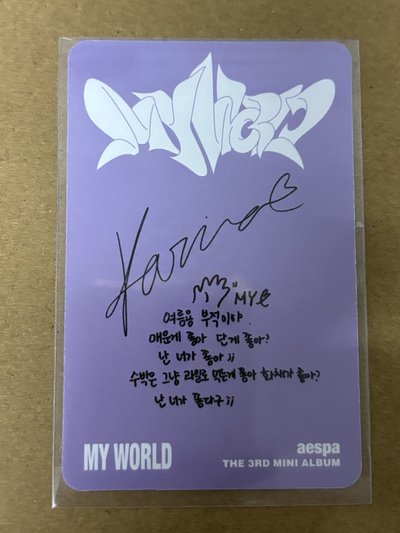 MY WORLD
Karina
MY
여름용 부적이야
매운게 좋아 단게 좋아?
난 너가 좋아 ;;
수박은 그냥 과일로 먹는게 좋아 화채가 좋아?
난 너가 좋다구 ;;
MY WORLD
aespa
THE 3RD MINI ALBUM